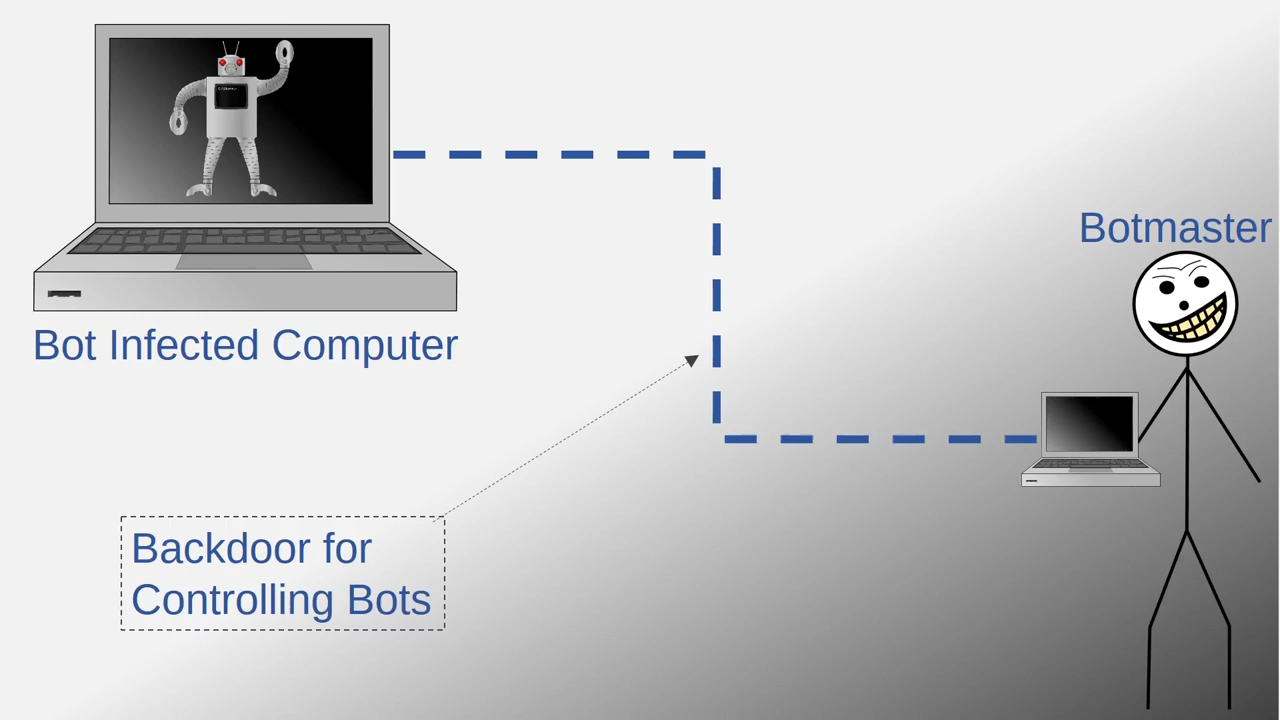 Botmaster
Bot Infected Computer
Backdoor for
Controlling Bots